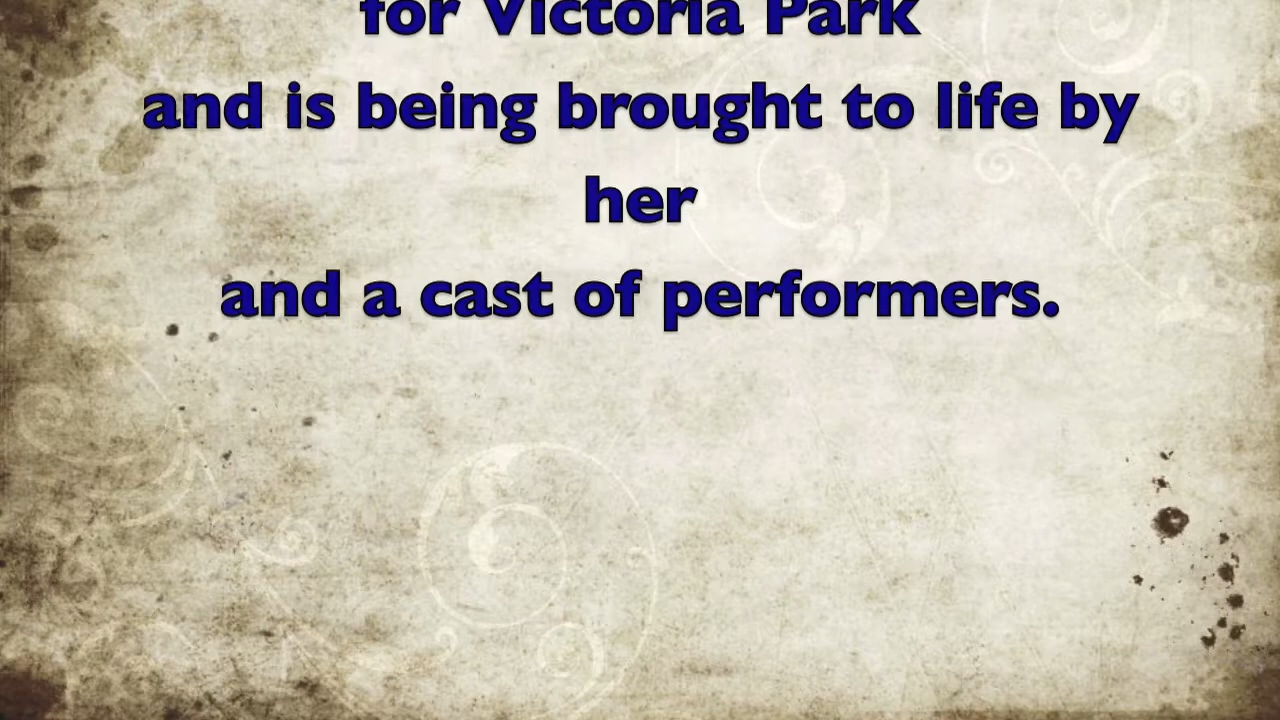 for Victoria Park
and is being brought to life by
her
and a cast of performers.